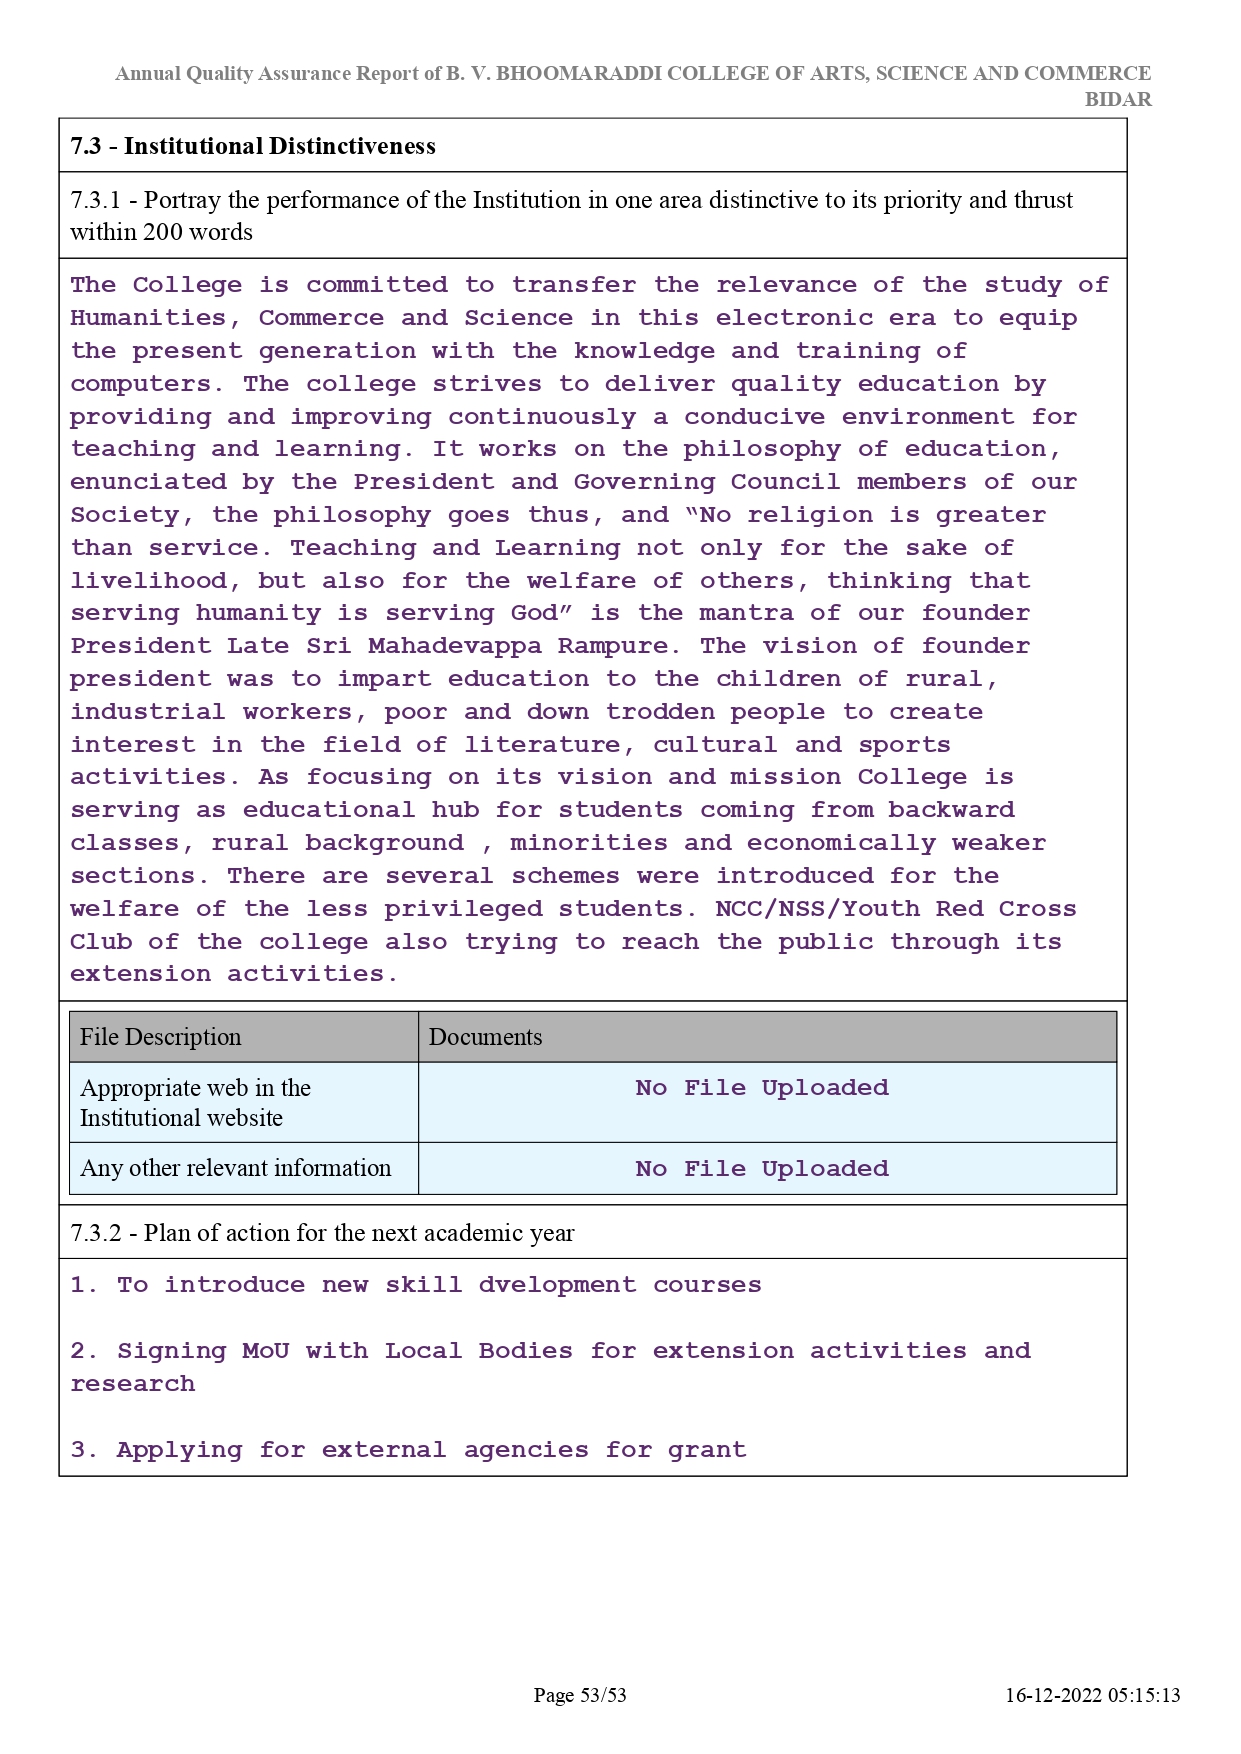 Annual Quality Assurance Report of B. V. BHOOMARADDI COLLEGE OF ARTS, SCIENCE AND COMMERCE
BIDAR
7.3 - Institutional Distinctiveness
7.3.1 - Portray the performance of the Institution in one area distinctive to its priority and thrust
within 200 words
The College is committed to transfer the relevance of the study of
Humanities, Commerce and Science in this electronic era to equip
the present generation with the knowledge and training of
computers. The college strives to deliver quality education by
providing and improving continuously a conducive environment for
teaching and learning. It works on the philosophy of education,
enunciated by the President and Governing Council members of our
Society, the philosophy goes thus, and “No religion is greater
than service. Teaching and Learning not only for the sake of
livelihood, but also for the welfare of others, thinking that
serving humanity is serving God” is the mantra of our founder
President Late Sri Mahadevappa Rampure. The vision of founder
president was to impart education to the children of rural,
industrial workers, poor and down trodden people to create
interest in the field of literature, cultural and sports
activities. As focusing on its vision and mission College is
serving as educational hub for students coming from backward
classes, rural background , minorities and economically weaker
sections. There are several schemes were introduced for the
welfare of the less privileged students. NCC/NSS/Youth Red Cross
Club of the college also trying to reach the public through its
extension activities.
File Description Documents
Appropriate web in the No File Uploaded
Institutional website
Any other relevant information No File Uploaded
7.3.2 - Plan of action for the next academic year
1. To introduce new skill dvelopment courses
2. Signing MoU with Local Bodies for extension activities and
research
3. Applying for external agencies for grant
Page 53/53 16-12-2022 05:15:13